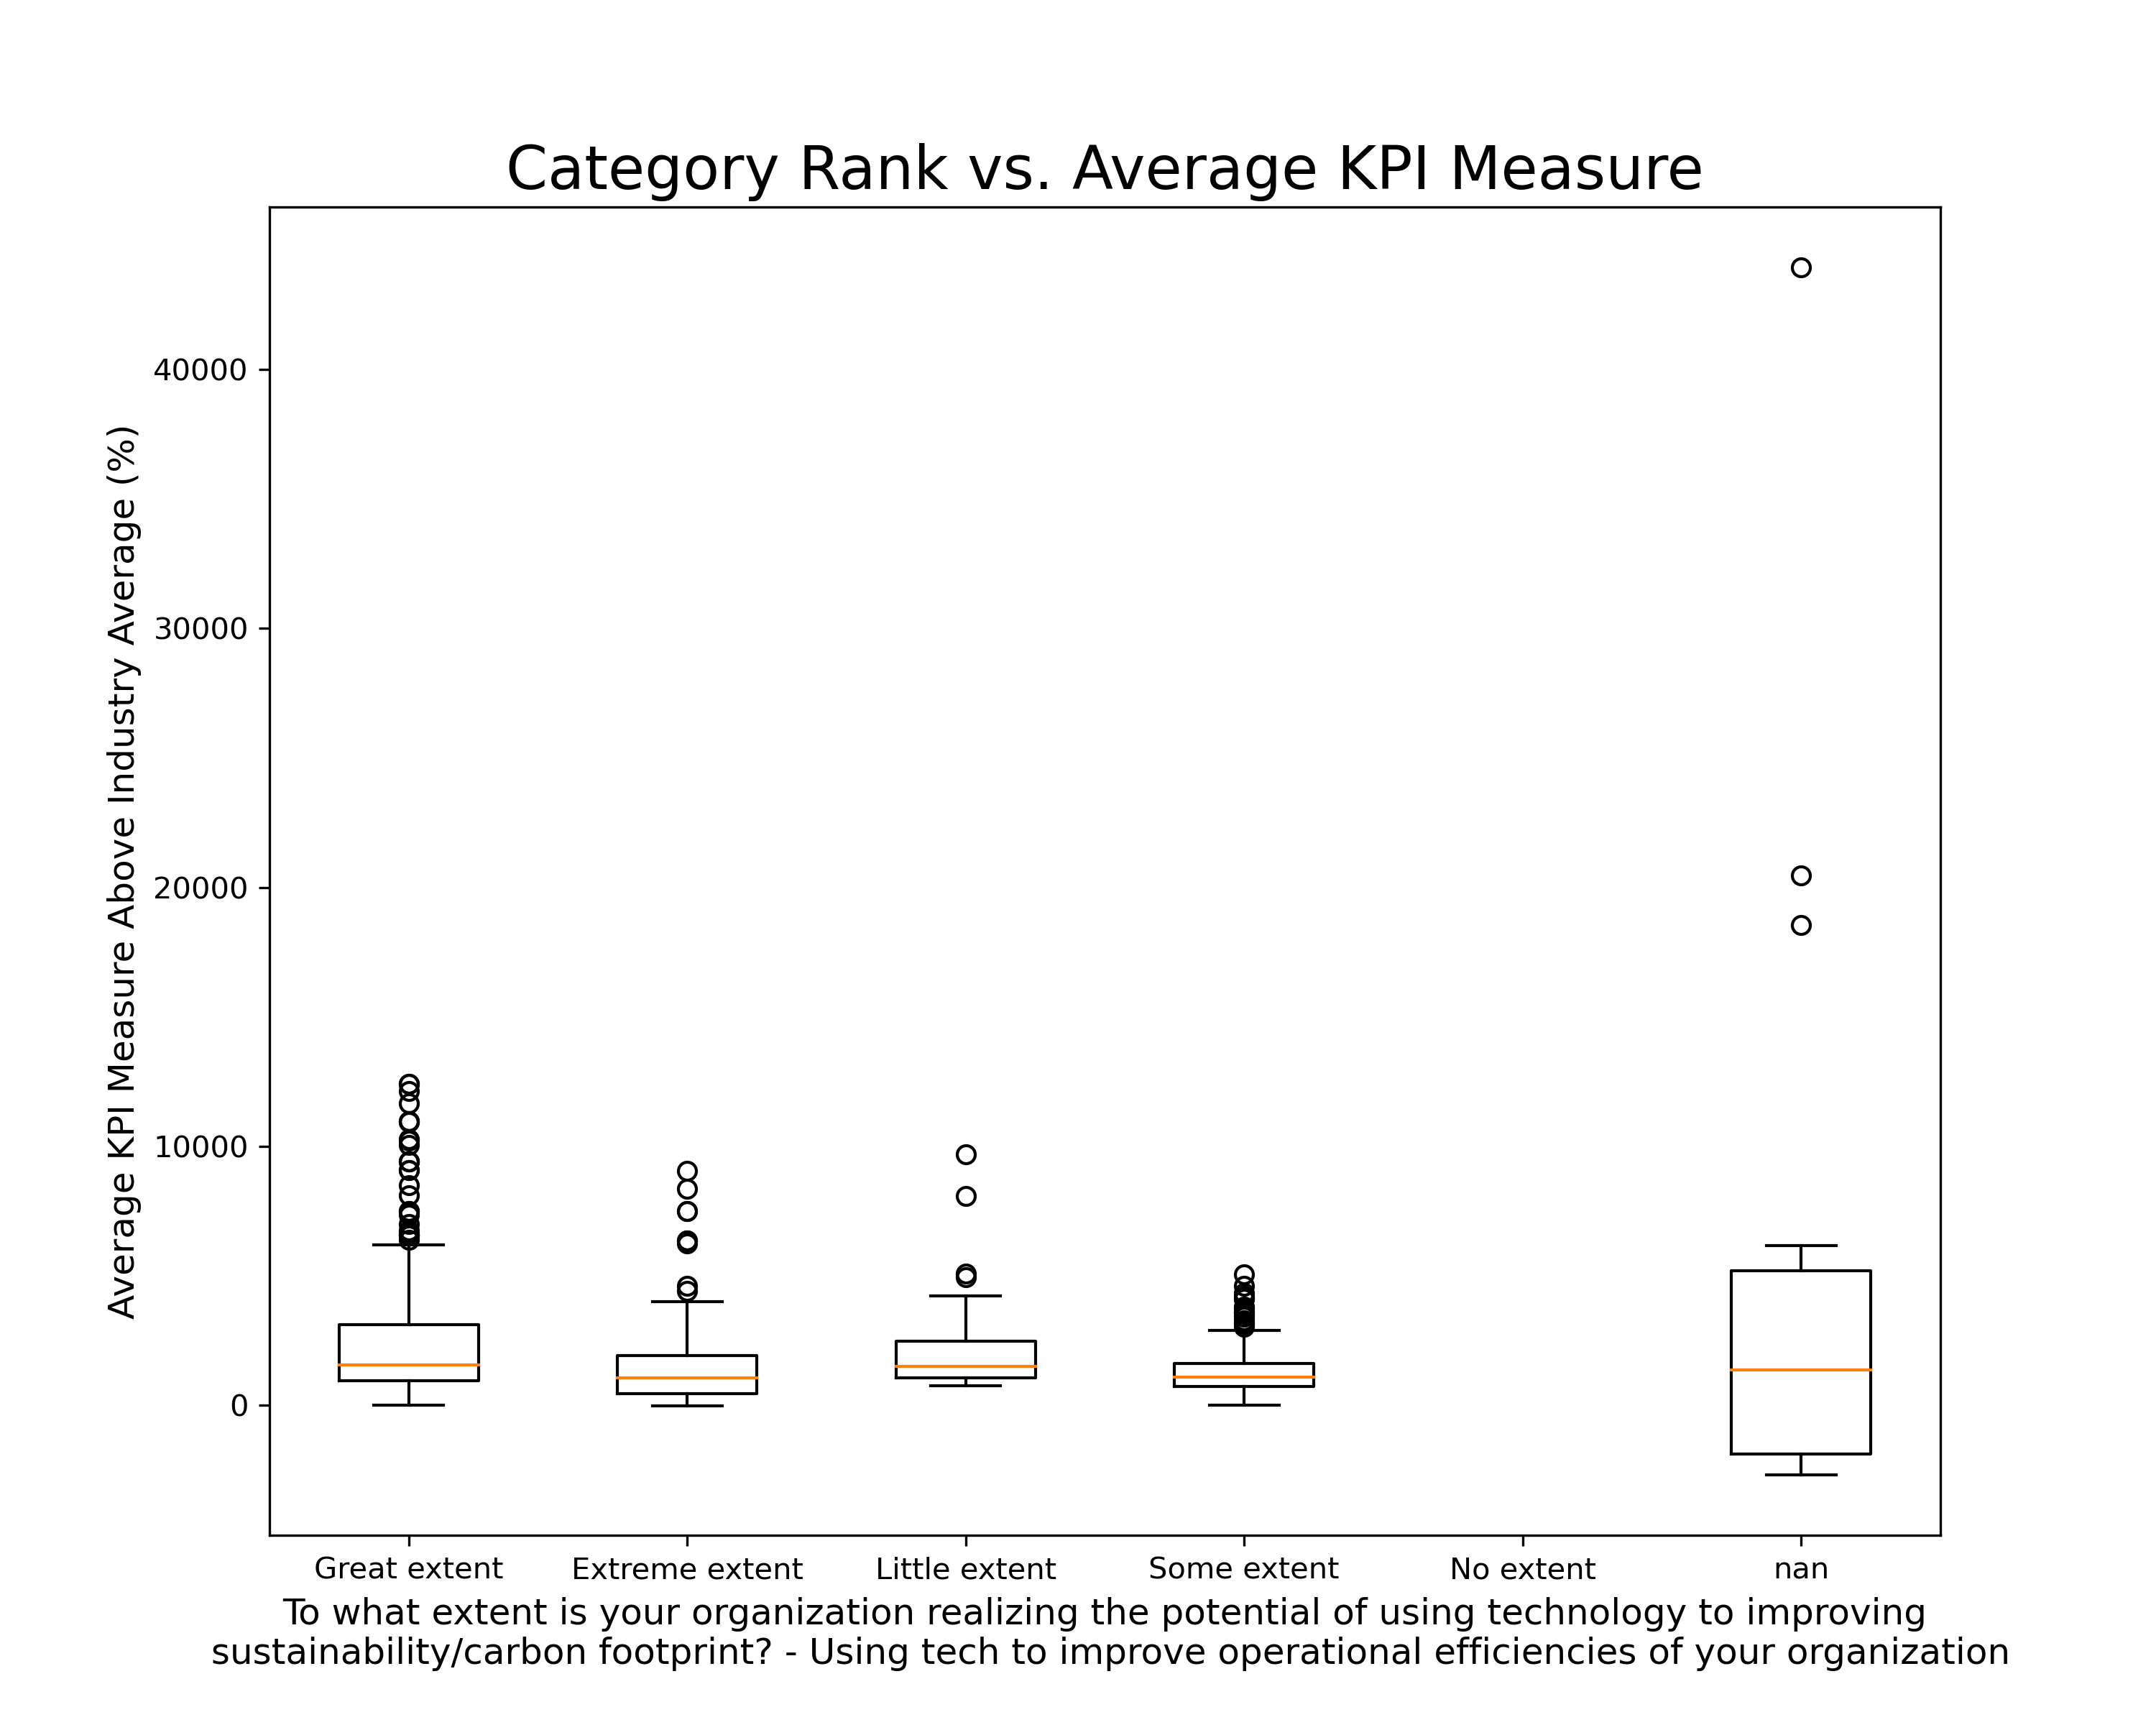 Category Rank vs. Average KPI Measure
Average KPI Measure Above Industry Average (%)
40000
30000
20000
10000
0
Great extent
Extreme extent
Little extent
Some extent
No extent
nan
To what extent is your organization realizing the potential of using technology to improving
sustainability/carbon footprint? - Using tech to improve operational efficiencies of your organization